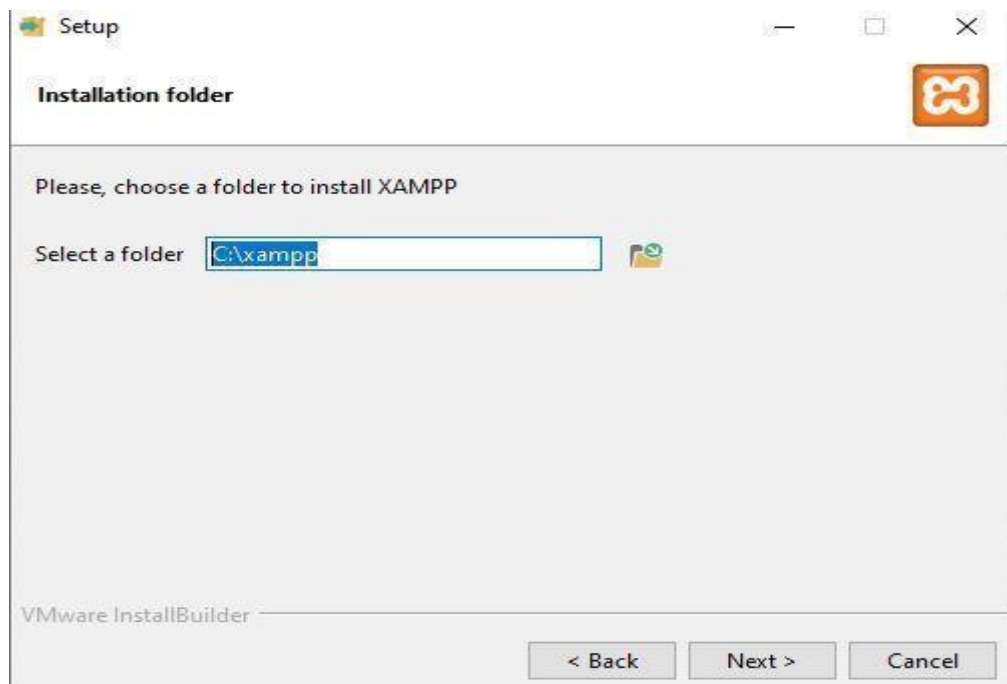 Setup
Installation folder
Please, choose a folder to install XAMPP
Select a folder C:\xampp
VMware InstallBuilder
< Back Next > Cancel